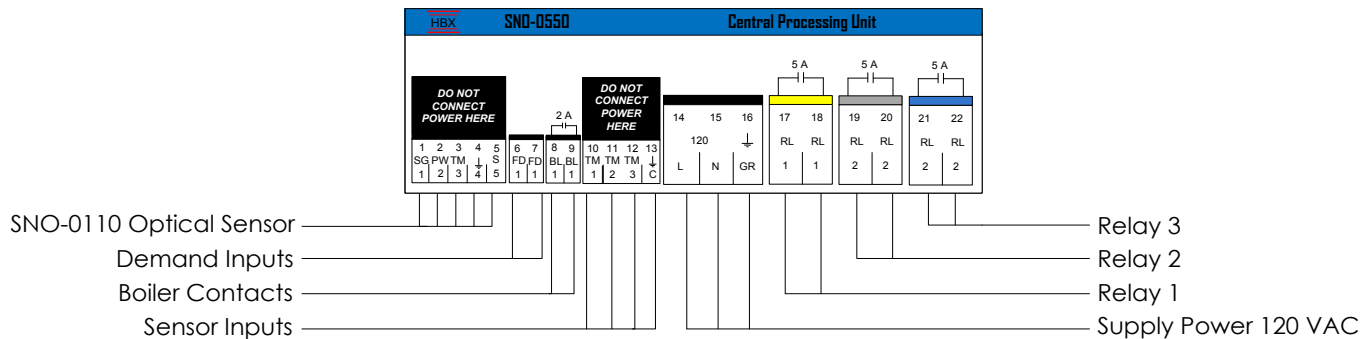 HBX SNO-0550 Central Processing Unit
5 A 5 A 5 A
DO NOT
CONNECT
POWER HERE
DO NOT
CONNECT
POWER
HERE
2 A
14 15 16 17 18 19 20 21 22
120 RL RL RL RL RL RL
L N GR 1 1 2 2 2 2
1 2 3 4 5 6 7 8 9 10 11 12 13
SG PW TM S FD FD BL BL TM TM TM
1 2 3 4 5 1 1 1 1 1 2 3 C
SNO-0110 Optical Sensor
Demand Inputs
Boiler Contacts
Sensor Inputs
Relay 3
Relay 2
Relay 1
Supply Power 120 VAC